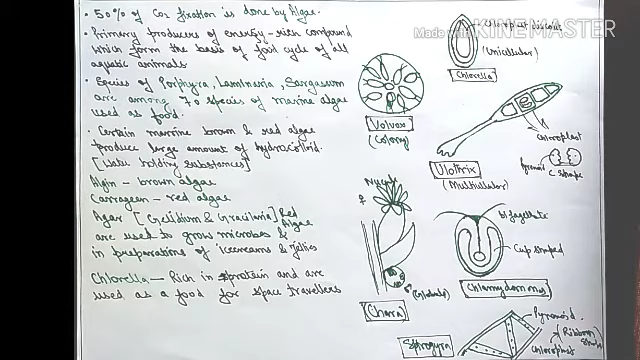 • 50% of Co2 fixation is done by Algae.
• Primary producers of energy-rich compound
which form the basis of food cycle of all
aquatic animals
• Species of Porphyra, Laminaria, Sargassum
are among 70 species of marine algae
used as food.
• Certain marine brown & red algae
produce large amount of hydrocolloid.
[Water holding substances]
Algin - brown algae
Carrageen - red algae
Agar [Gelidium & Gracilaria] Red Algae
are used to grow microbes &
in preparations of icecreams & Jellies
Chlorella — Rich in protein and are
used as a food for space travellers
Made with KINEMASTER
Chloroplast
(Unicellular)
Chlorella
Volvox
(Colony)
Chloroplast
Pyrenoid
C shape
Ulothrix
(Multicellular)
Nucule
♀
(Globule)
Chara
biflagellate
Cup shaped
Chlamydomonas
Pyrenoid
(Ribbon
Chloroplast
Spirogyra